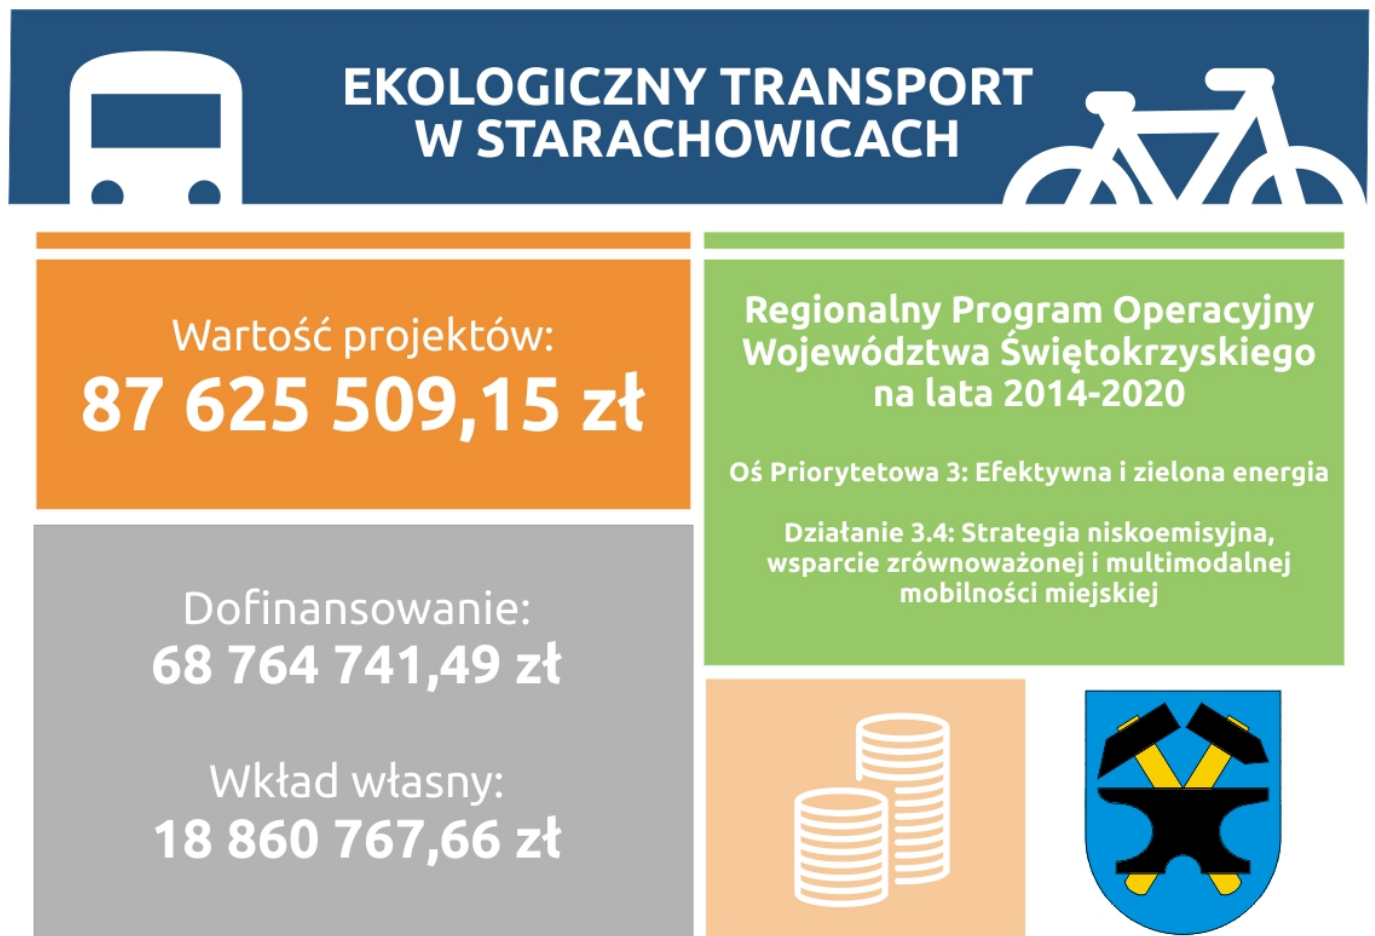 EKOLOGICZNY TRANSPORT
W STARACHOWICACH
Wartość projektów:
87 625 509,15 zł
Dofinansowanie:
68 764 741,49 zł
Wkład własny:
18 860 767,66 zł
Regionalny Program Operacyjny
Województwa Świętokrzyskiego
na lata 2014-2020
Oś Priorytetowa 3: Efektywna i zielona energia
Działanie 3.4: Strategia niskoemisyjna,
wsparcie zrównoważonej i multimodalnej
mobilności miejskiej